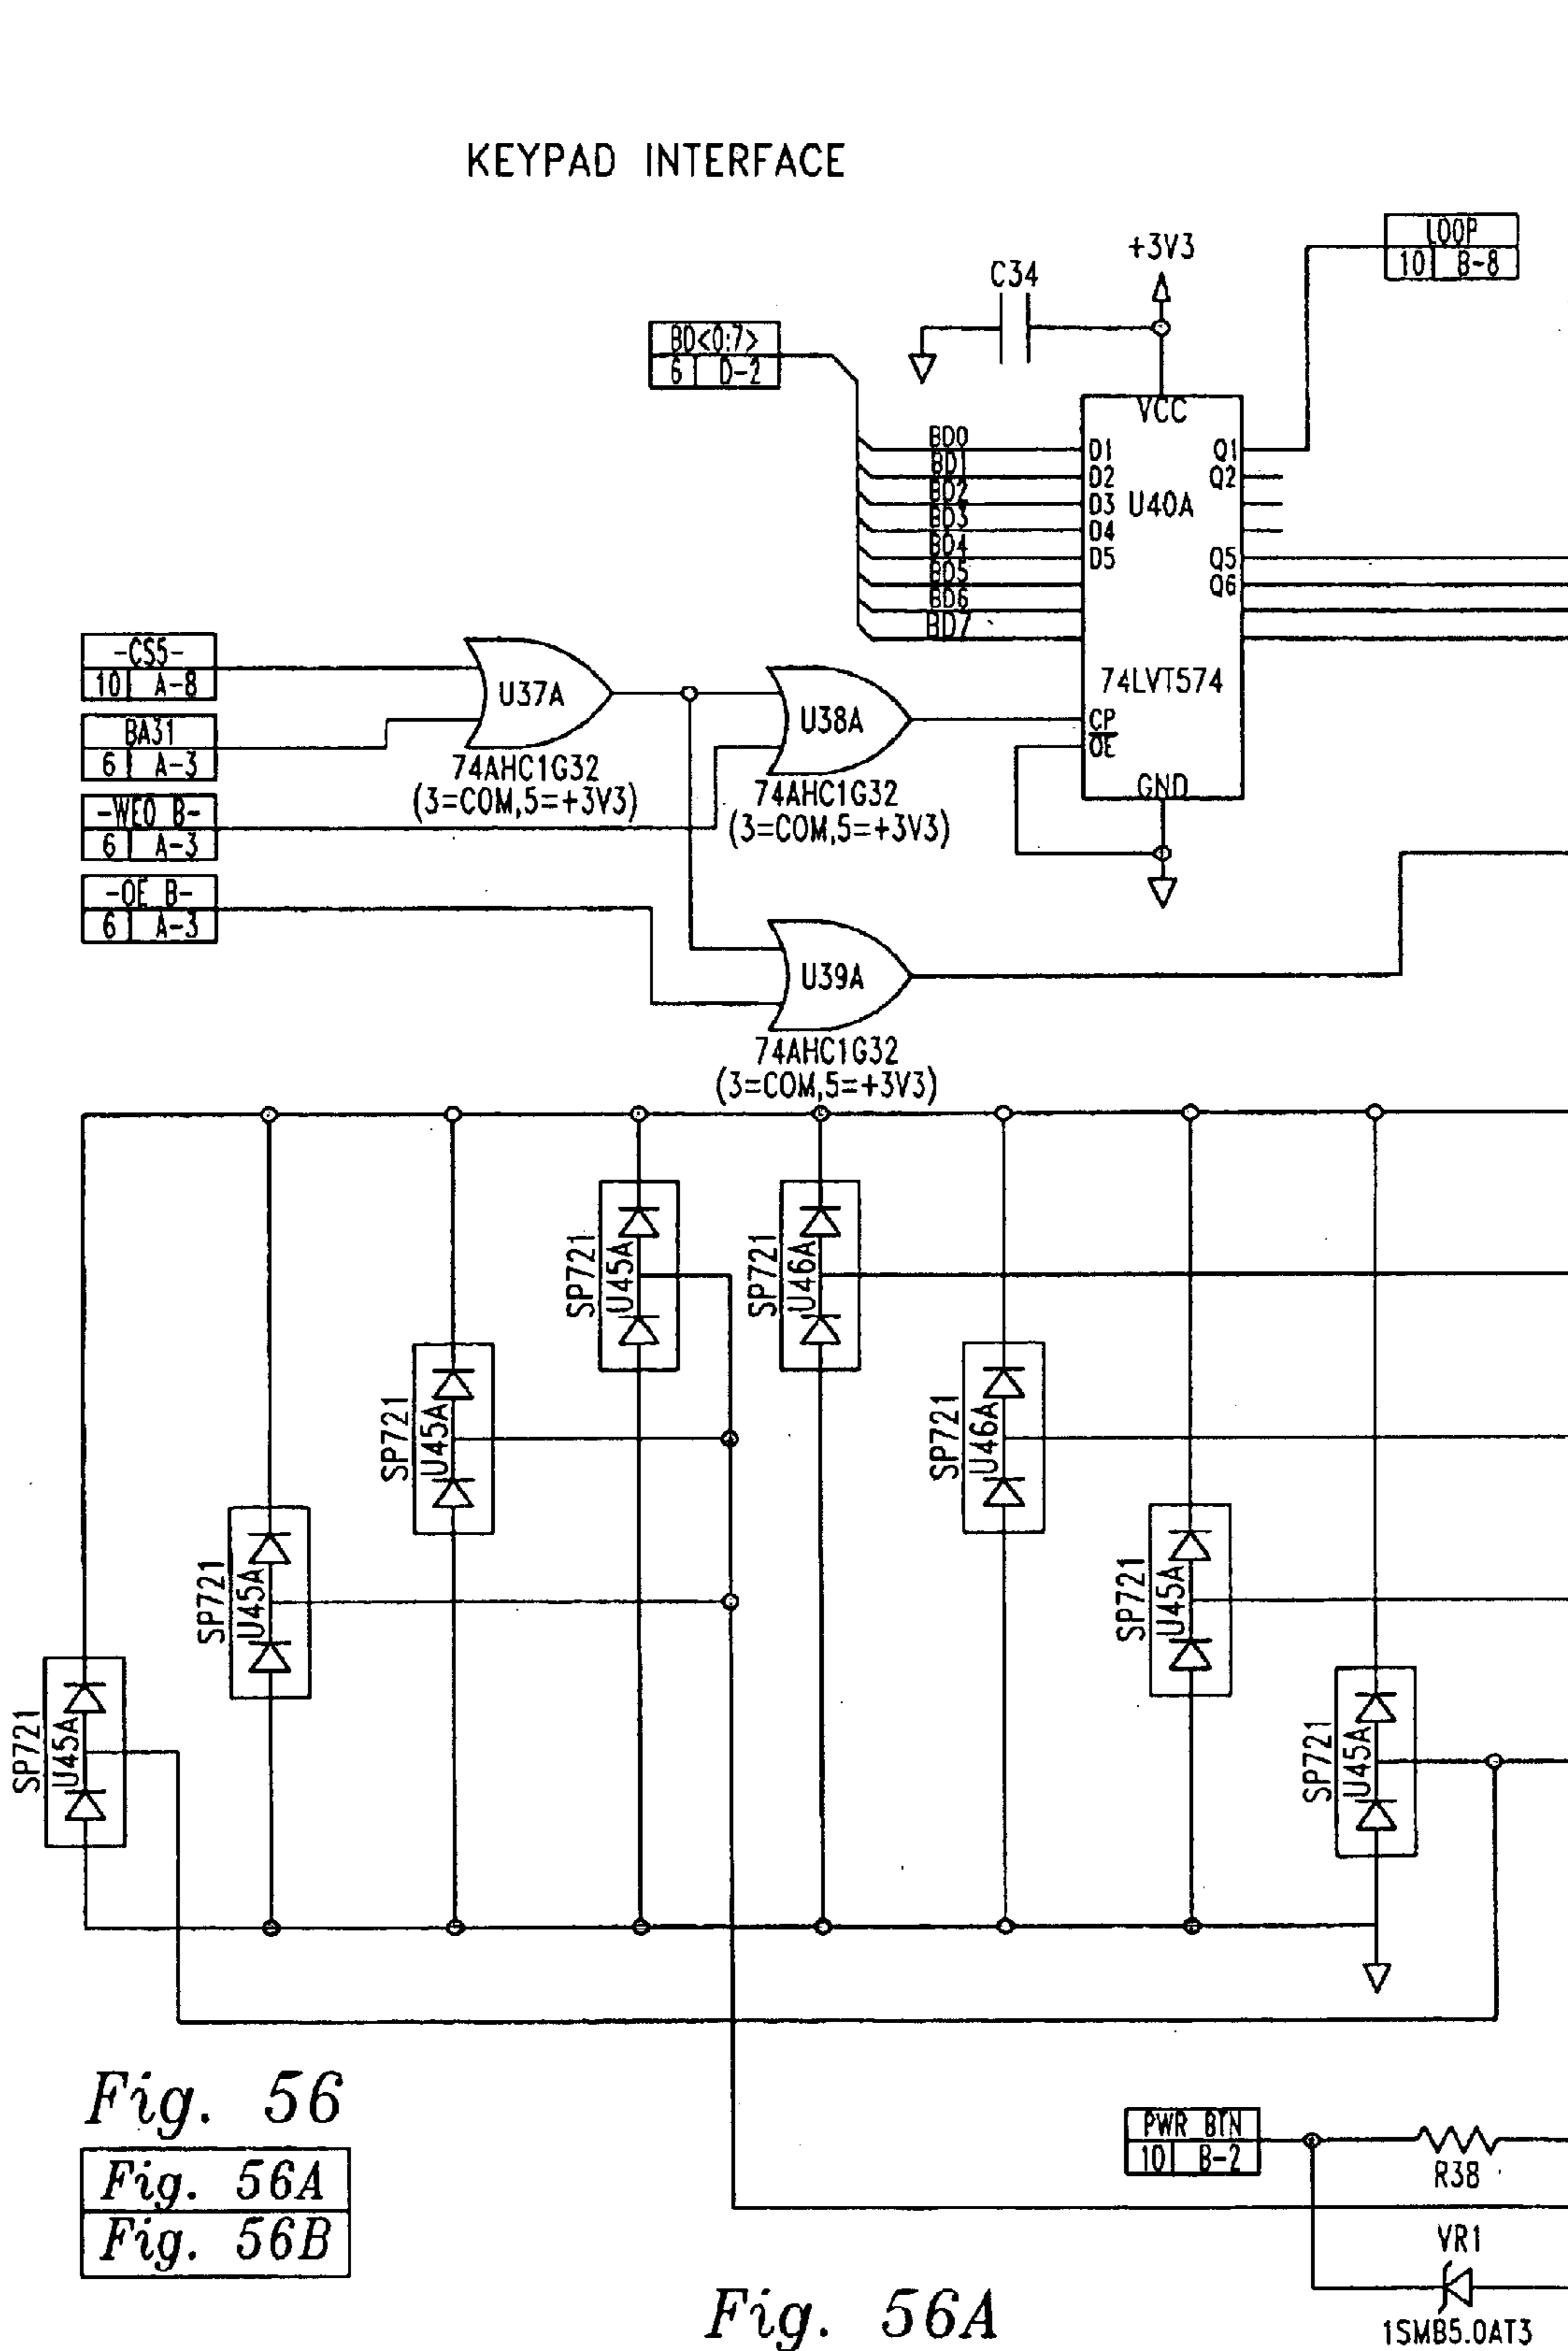 KEYPAD INTERFACE
LOOP
10 B-8
+3V3
C34
BD<0:7>
6 D-2
VCC
BD0
D1
Q1
BD1
D2
Q2
BD2
D3
U40A
BD3
D4
BD4
D5
Q5
BD5
Q6
BD6
BD7
74LVT574
CP
OE
GND
-CS5-
10 A-8
BA31
6 A-3
-WE0 B-
6 A-3
-OE B-
6 A-3
U37A
74AHC1G32
(3=COM,5=+3V3)
U38A
74AHC1G32
(3=COM,5=+3V3)
U39A
74AHC1G32
(3=COM,5=+3V3)
SP721
U45A
SP721
U45A
SP721
U45A
SP721
U45A
SP721
U46A
SP721
U46A
SP721
U45A
SP721
U45A
PWR BTN
10 B-2
R38
VR1
1SMB5.0AT3
Fig. 56
Fig. 56A
Fig. 56B
Fig. 56A